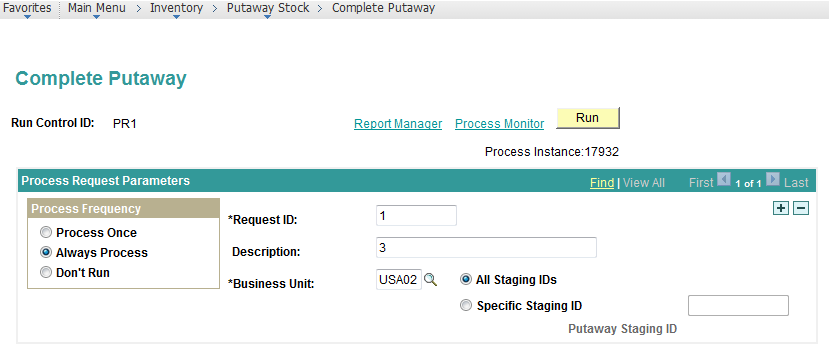 Favorites Main Menu > Inventory > Putaway Stock > Complete Putaway
Complete Putaway
Run Control ID: PR1 Report Manager Process Monitor Run
Process Instance:17932
Process Request Parameters Find | View All First 1 of 1 Last
Process Frequency
Process Once
Always Process
Don't Run
*Request ID: 1
Description: 3
*Business Unit: USA02 All Staging IDs
Specific Staging ID
Putaway Staging ID